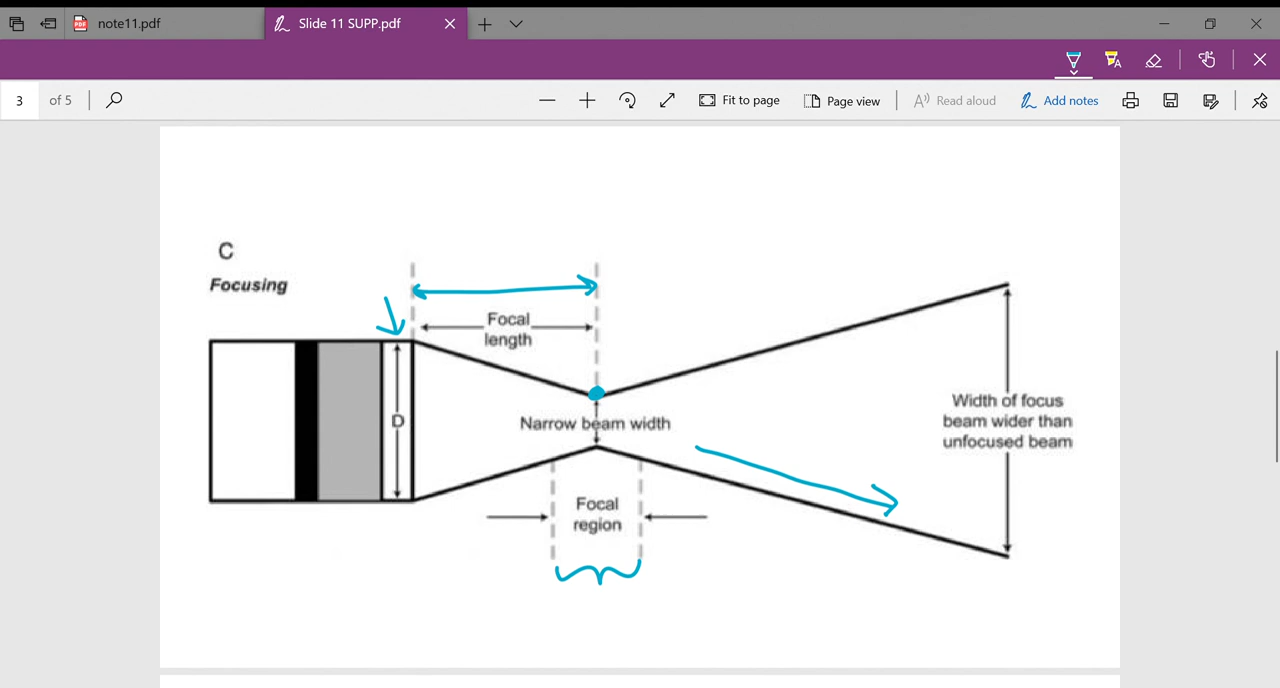 note11.pdf
Slide 11 SUPP.pdf
3 of 5
Fit to page
Page view
Read aloud
Add notes
C
Focusing
Focal
length
D
Narrow beam width
Width of focus
beam wider than
unfocused beam
Focal
region